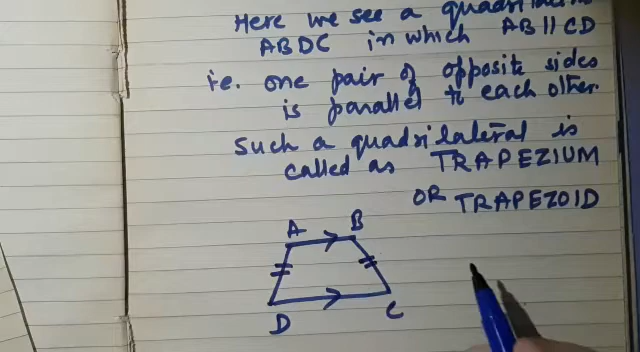 Here we see a
ABDC in which AB || CD
i.e. one pair of opposite sides
is parallel to each other.
Such a quadrilateral is
called as TRAPEZIUM
OR TRAPEZOID
A B
D C